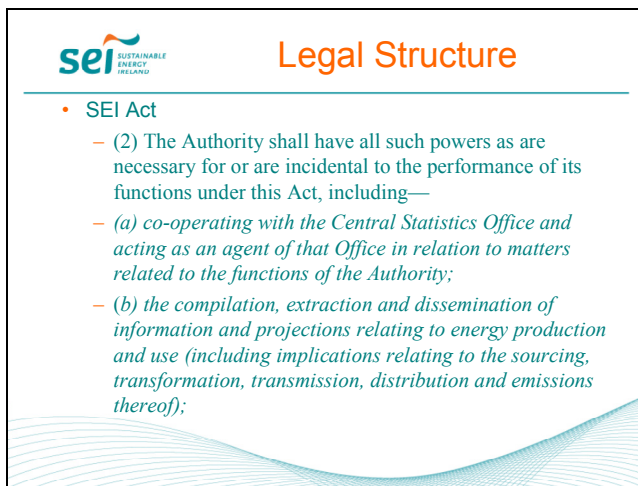 sei SUSTAINABLE
ENERGY
IRELAND
Legal Structure
• SEI Act
– (2) The Authority shall have all such powers as are
necessary for or are incidental to the performance of its
functions under this Act, including—
– (a) co-operating with the Central Statistics Office and
acting as an agent of that Office in relation to matters
related to the functions of the Authority;
– (b) the compilation, extraction and dissemination of
information and projections relating to energy production
and use (including implications relating to the sourcing,
transformation, transmission, distribution and emissions
thereof);